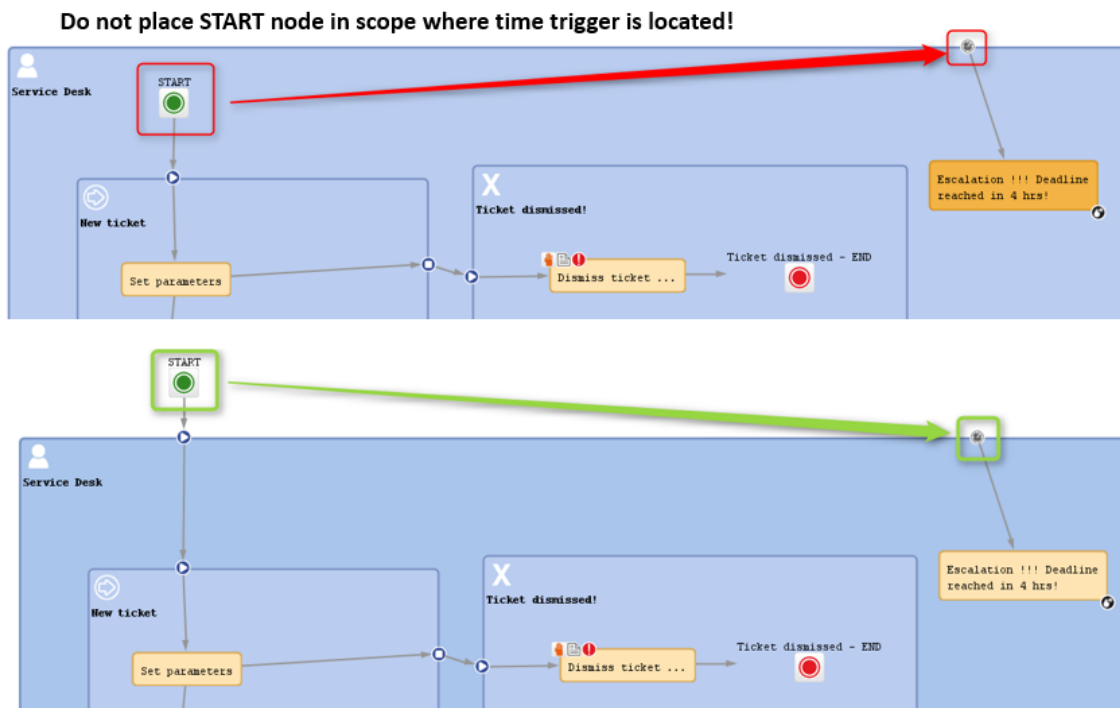 Do not place START node in scope where time trigger is located!
START
Service Desk
Escalation !!! Deadline
reached in 4 hrs!
X
Ticket dismissed!
New ticket
Ticket dismissed - END
Set parameters
Dismiss ticket ...
START
Service Desk
Escalation !!! Deadline
reached in 4 hrs!
X
Ticket dismissed!
New ticket
Ticket dismissed - END
Set parameters
Dismiss ticket ...